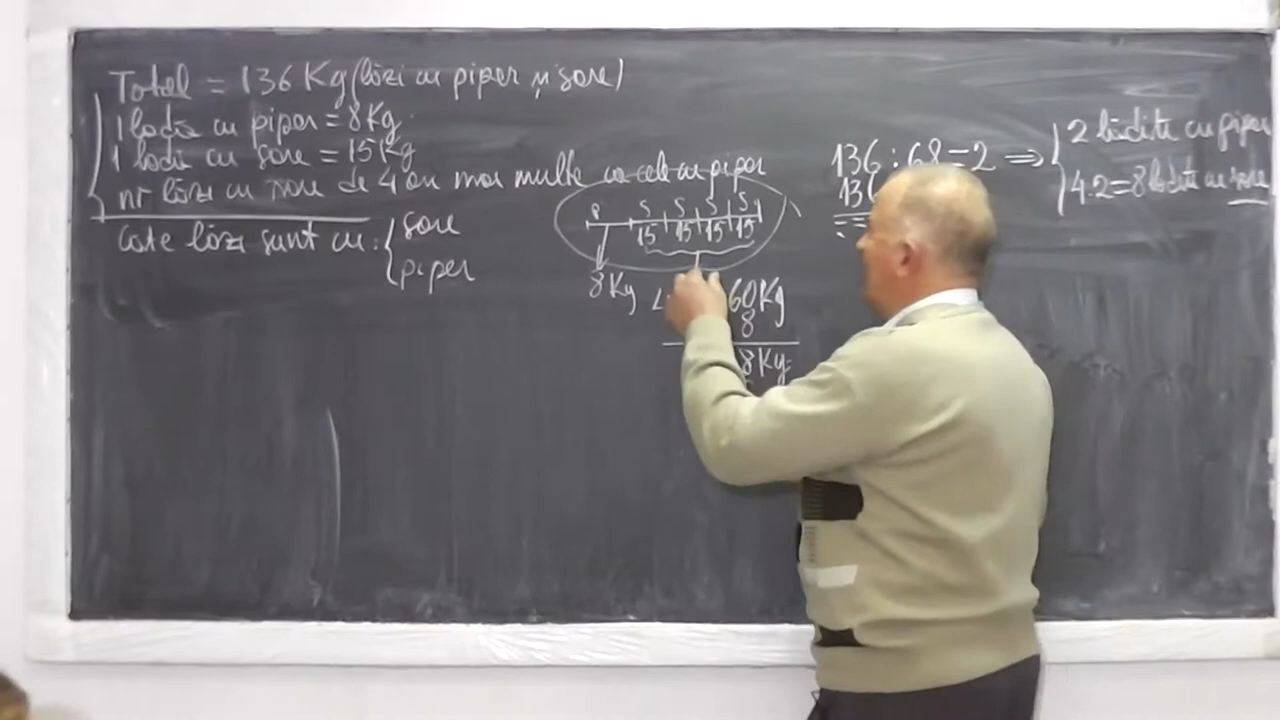 Total = 136 Kg (lăzi cu piper și sare)
1 ladă cu piper = 8 Kg
1 ladă cu sare = 15 Kg
nr lăzi cu sare de 4 ori mai multe ca cele cu piper
Câte lăzi sunt cu: sare
piper
P S S S S
15 15 15 15
8 Kg
60 Kg
8
8 Kg
136 : 68 = 2 ⇒
2 lădițe cu piper
4·2=8 lădițe cu sare